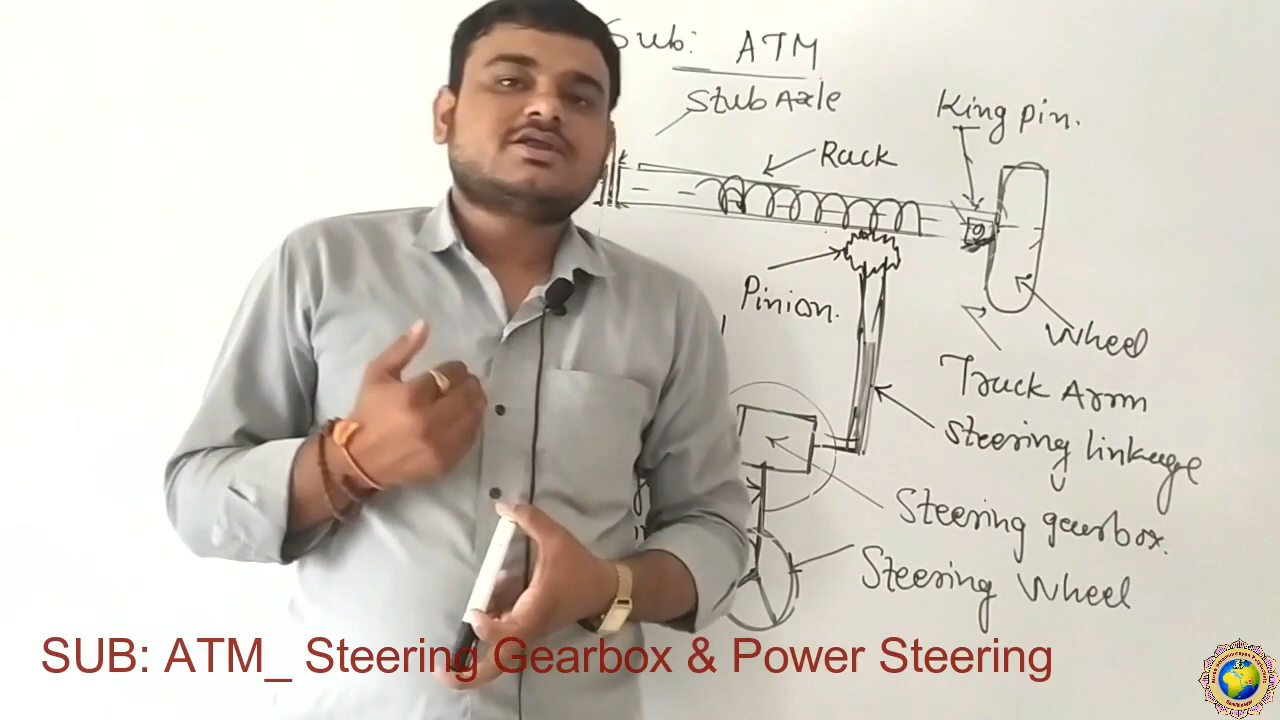 Sub: ATM
Stub Axle
King pin.
Rack
Pinion.
Wheel
Truck Arm
Steering linkage
Steering gearbox.
Steering Wheel
SUB: ATM_ Steering Gearbox & Power Steering